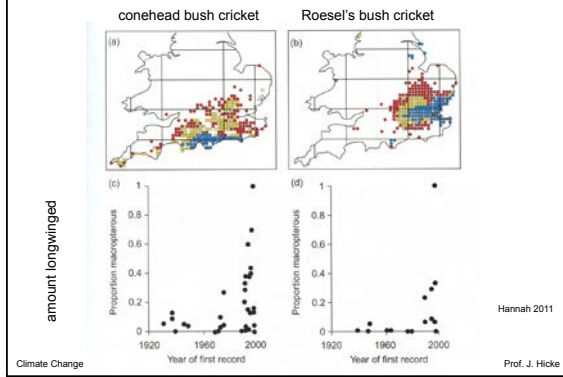 conehead bush cricket Roesel's bush cricket
(a) (b)
(c) (d)
amount longwinged
Proportion macropterous
1
0.8
0.6
0.4
0.2
0
1920 1960 2000
Year of first record
Proportion macropterous
1
0.8
0.6
0.4
0.2
0
1920 1960 2000
Year of first record
Hannah 2011
Climate Change Prof. J. Hicke